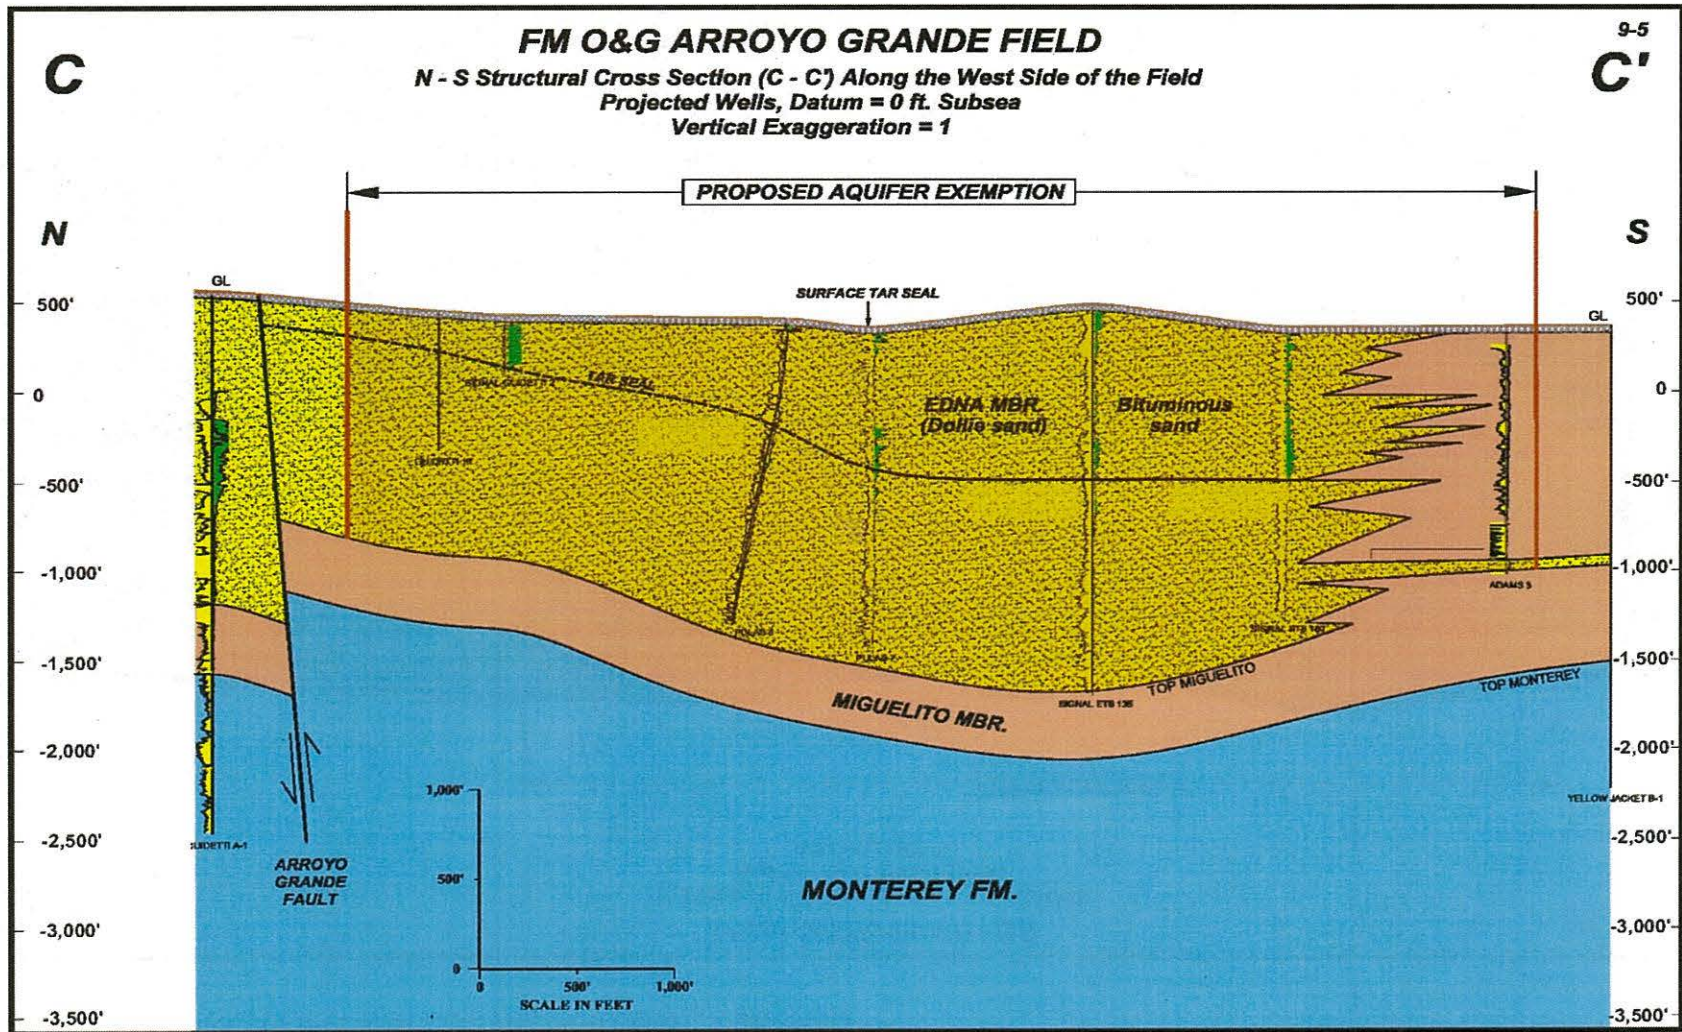 9-5
C
FM O&G ARROYO GRANDE FIELD
C'
N - S Structural Cross Section (C - C') Along the West Side of the Field
Projected Wells, Datum = 0 ft. Subsea
Vertical Exaggeration = 1
PROPOSED AQUIFER EXEMPTION
N
S
GL
SURFACE TAR SEAL
GL
500'
500'
TAR SEAL
0
0
EDNA MBR.
(Dollie sand)
Bituminous
sand
-500'
-500'
-1,000'
-1,000'
ADAMS 5
-1,500'
-1,500'
TOP MIGUELITO
TOP MONTEREY
MIGUELITO MBR.
SIGNAL ETS 135
-2,000'
-2,000'
YELLOW JACKET B-1
-2,500'
-2,500'
ARROYO
GRANDE
FAULT
MONTEREY FM.
-3,000'
-3,000'
-3,500'
-3,500'
1,000'
500'
0
0
500'
1,000'
SCALE IN FEET